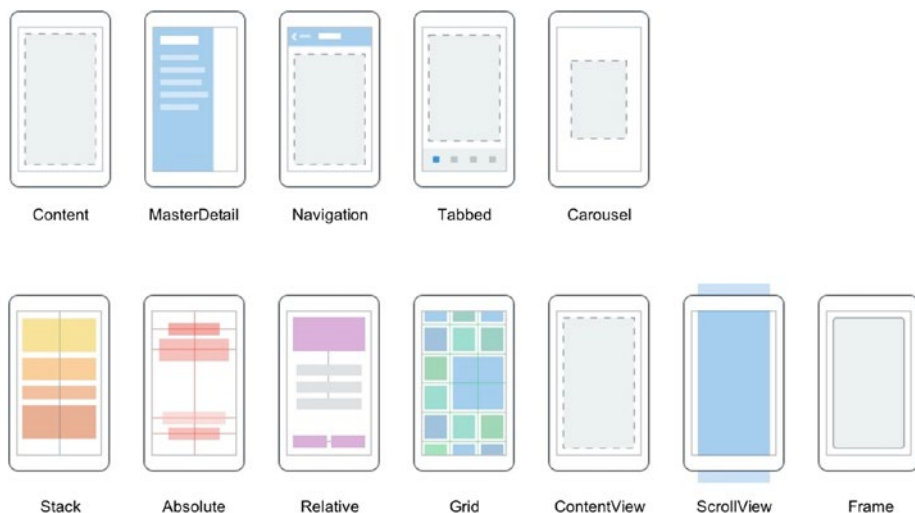 Content MasterDetail Navigation Tabbed Carousel
Stack Absolute Relative Grid ContentView ScrollView Frame